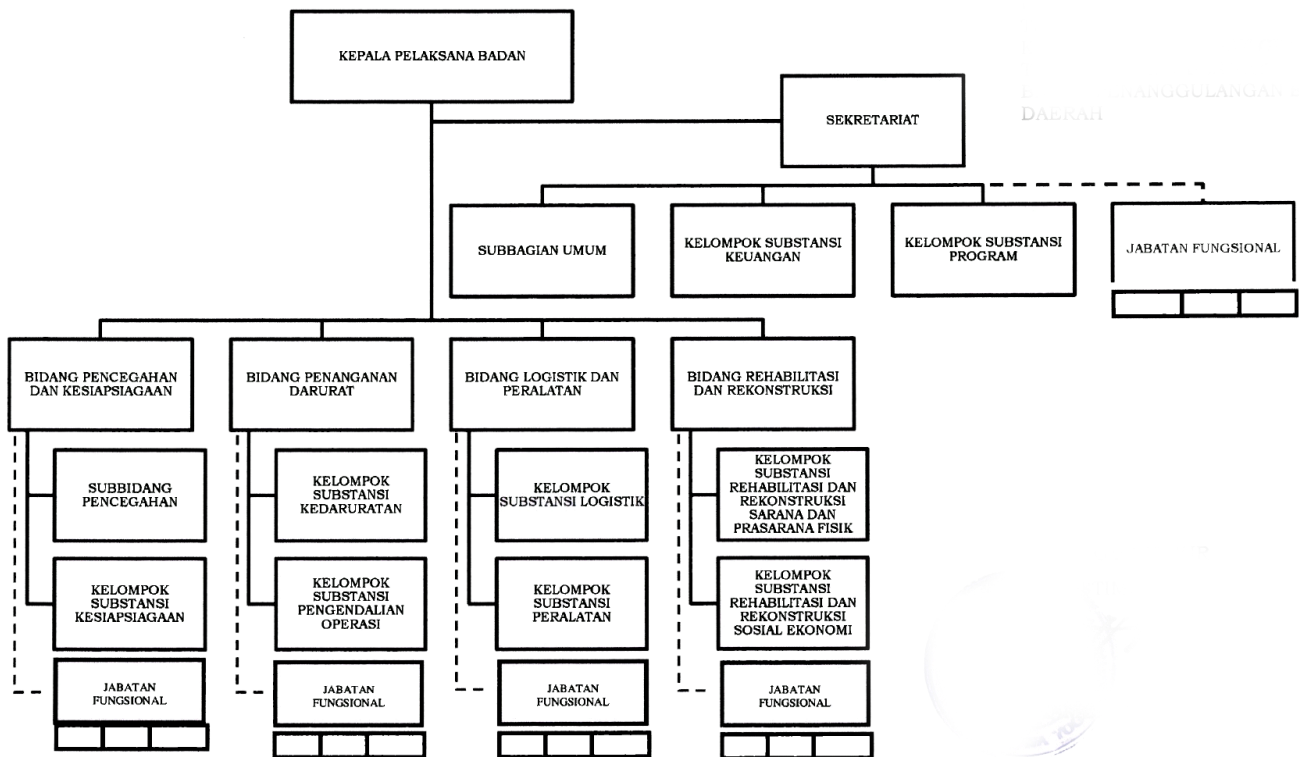 KEPALA PELAKSANA BADAN
DAERAH
SEKRETARIAT
SUBBAGIAN UMUM
KELOMPOK SUBSTANSI
KEUANGAN
KELOMPOK SUBSTANSI
PROGRAM
JABATAN FUNGSIONAL
BIDANG PENCEGAHAN
DAN KESIAPSIAGAAN
BIDANG PENANGANAN
DARURAT
BIDANG LOGISTIK DAN
PERALATAN
BIDANG REHABILITASI
DAN REKONSTRUKSI
SUBBIDANG
PENCEGAHAN
KELOMPOK
SUBSTANSI
KEDARURATAN
KELOMPOK
SUBSTANSI LOGISTIK
KELOMPOK
SUBSTANSI
REHABILITASI DAN
REKONSTRUKSI
SARANA DAN
PRASARANA FISIK
KELOMPOK
SUBSTANSI
KESIAPSIAGAAN
KELOMPOK
SUBSTANSI
PENGENDALIAN
OPERASI
KELOMPOK
SUBSTANSI
PERALATAN
KELOMPOK
SUBSTANSI
REHABILITASI DAN
REKONSTRUKSI
SOSIAL EKONOMI
JABATAN
FUNGSIONAL
JABATAN
FUNGSIONAL
JABATAN
FUNGSIONAL
JABATAN
FUNGSIONAL